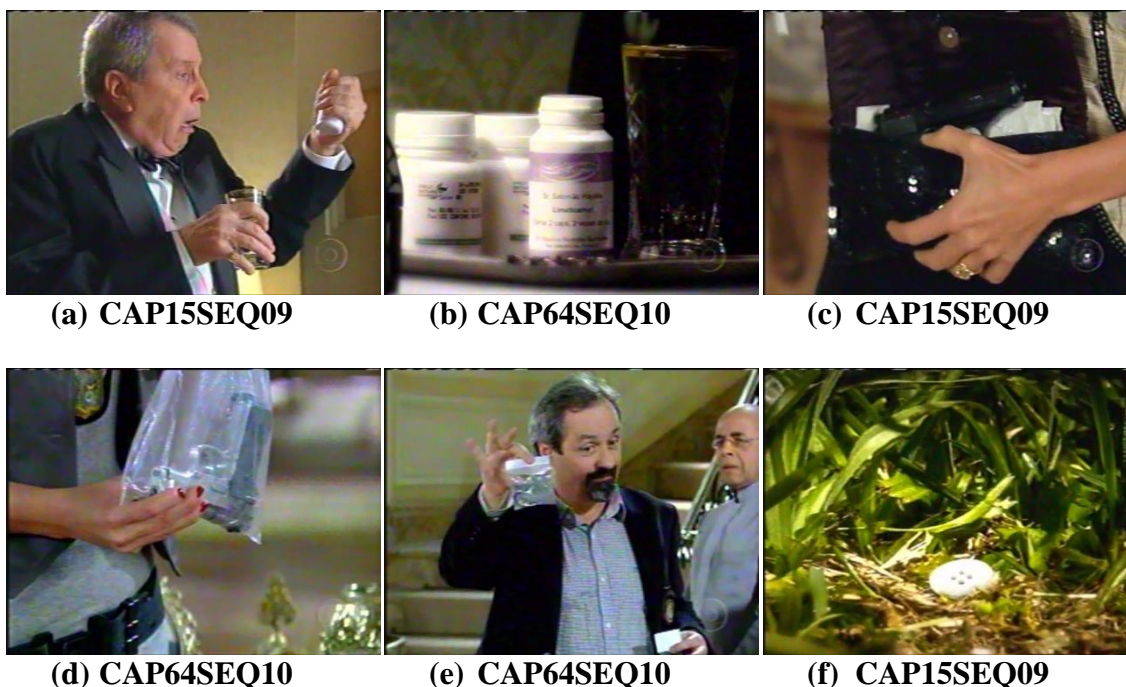 (a) CAP15SEQ09
(b) CAP64SEQ10
(c) CAP15SEQ09
(d) CAP64SEQ10
(e) CAP64SEQ10
(f) CAP15SEQ09